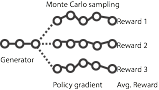 Monte Carlo sampling
Reward 1
Reward 2
Generator
Reward 3
Policy gradient
Avg. Reward